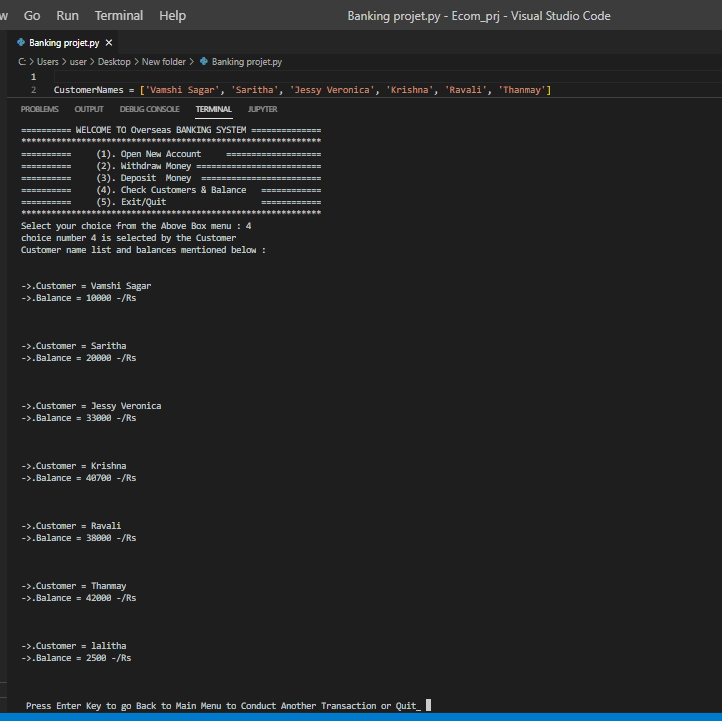 Go Run Terminal Help Banking projet.py - Ecom_prj - Visual Studio Code
Banking projet.py ×
C: > Users > user > Desktop > New folder > Banking projet.py
1
2 CustomerNames = ['Vamshi Sagar', 'Saritha', 'Jessy Veronica', 'Krishna', 'Ravali', 'Thanmay']
PROBLEMS OUTPUT DEBUG CONSOLE TERMINAL JUPYTER
========== WELCOME TO Overseas BANKING SYSTEM ==============
************************************************************
========== (1). Open New Account ===================
========== (2). Withdraw Money =========================
========== (3). Deposit Money ========================
========== (4). Check Customers & Balance ============
========== (5). Exit/Quit ============
************************************************************
Select your choice from the Above Box menu : 4
choice number 4 is selected by the Customer
Customer name list and balances mentioned below :
->.Customer = Vamshi Sagar
->.Balance = 10000 -/Rs
->.Customer = Saritha
->.Balance = 20000 -/Rs
->.Customer = Jessy Veronica
->.Balance = 33000 -/Rs
->.Customer = Krishna
->.Balance = 40700 -/Rs
->.Customer = Ravali
->.Balance = 38000 -/Rs
->.Customer = Thanmay
->.Balance = 42000 -/Rs
->.Customer = lalitha
->.Balance = 2500 -/Rs
Press Enter Key to go Back to Main Menu to Conduct Another Transaction or Quit_